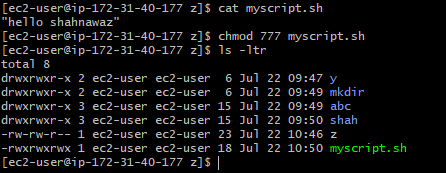 [ec2-user@ip-172-31-40-177 z]$ cat myscript.sh
"hello shahnawaz"
[ec2-user@ip-172-31-40-177 z]$ chmod 777 myscript.sh
[ec2-user@ip-172-31-40-177 z]$ ls -ltr
total 8
drwxrwxr-x 2 ec2-user ec2-user  6 Jul 22 09:47 y
drwxrwxr-x 2 ec2-user ec2-user  6 Jul 22 09:49 mkdir
drwxrwxr-x 3 ec2-user ec2-user 15 Jul 22 09:49 abc
drwxrwxr-x 3 ec2-user ec2-user 15 Jul 22 09:50 shah
-rw-rw-r-- 1 ec2-user ec2-user 23 Jul 22 10:46 z
-rwxrwxrwx 1 ec2-user ec2-user 18 Jul 22 10:50 myscript.sh
[ec2-user@ip-172-31-40-177 z]$